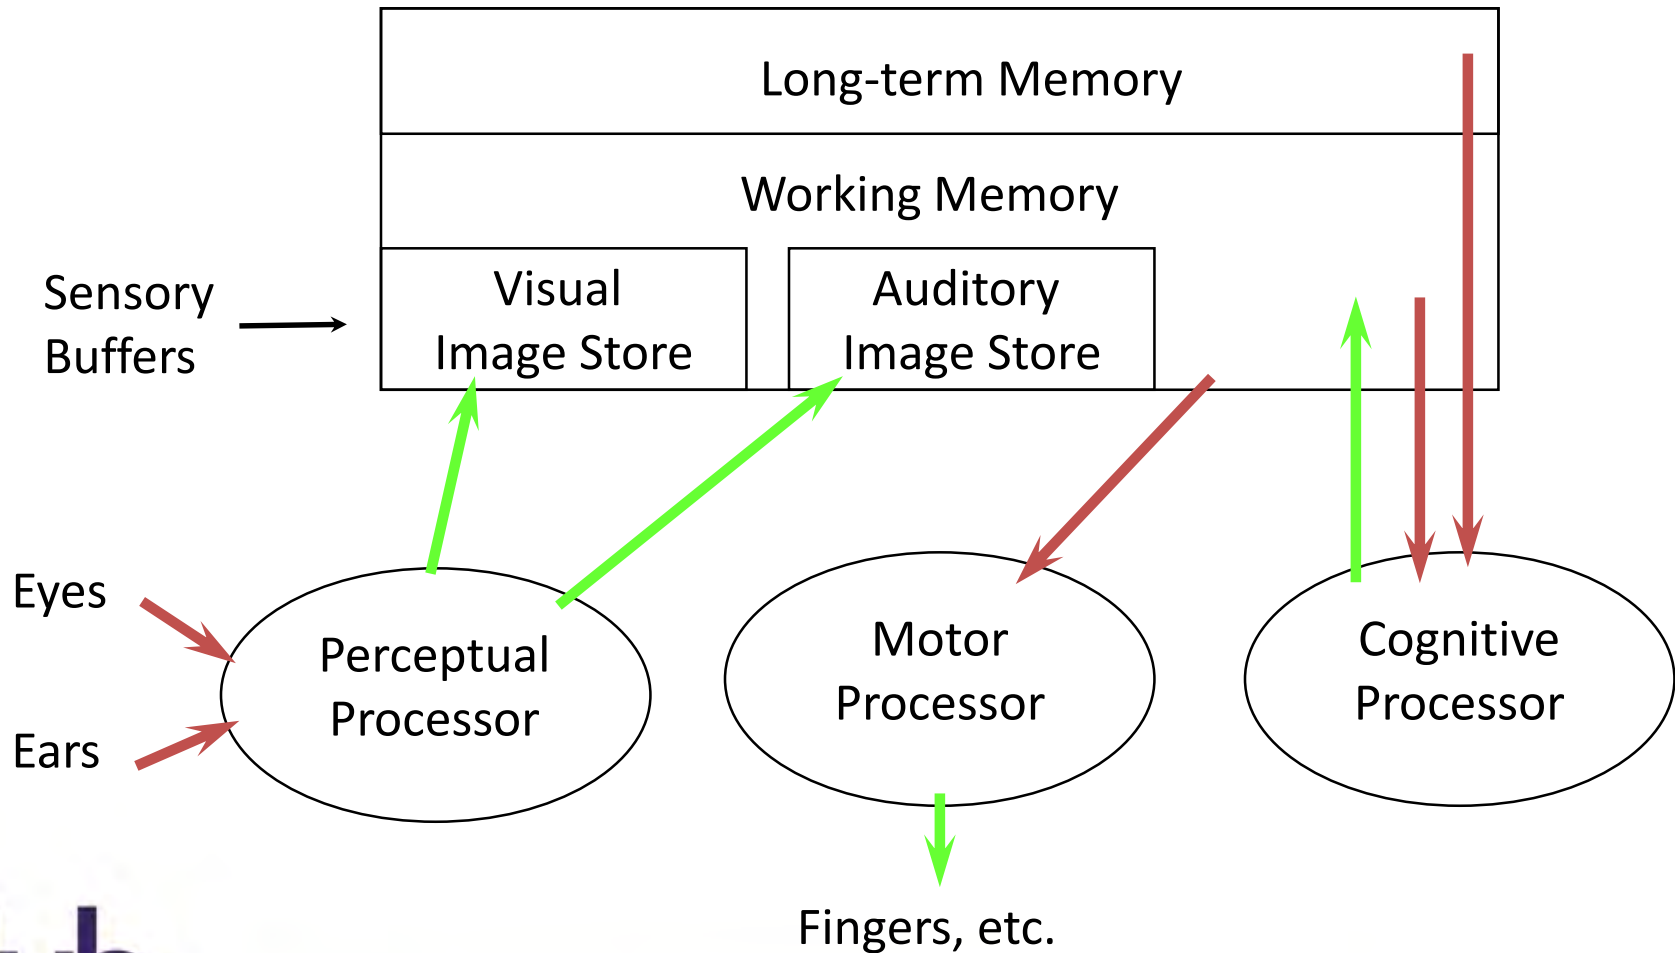 Long-term Memory
Working Memory
Sensory
Buffers
Visual
Image Store
Auditory
Image Store
Eyes
Ears
Perceptual
Processor
Motor
Processor
Cognitive
Processor
Fingers, etc.